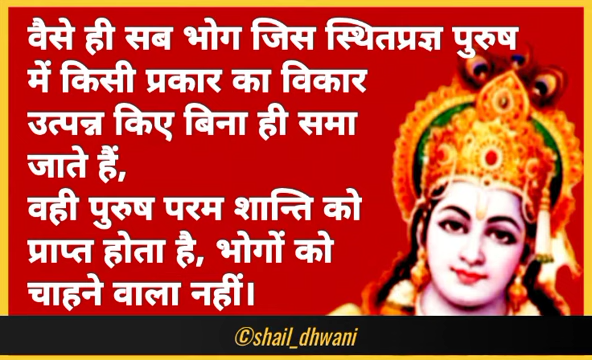 वैसे ही सब भोग जिस स्थितप्रज्ञ पुरुष
में किसी प्रकार का विकार
उत्पन्न किए बिना ही समा
जाते हैं,
वही पुरुष परम शान्ति को
प्राप्त होता है, भोगों को
चाहने वाला नहीं।
©shail_dhwani